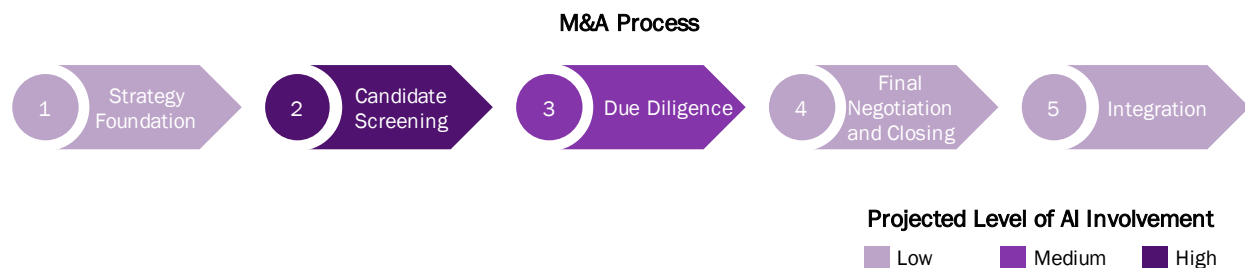 M&A Process
1
Strategy
Foundation
2
Candidate
Screening
3
Due Diligence
4
Final
Negotiation
and Closing
5
Integration
Projected Level of AI Involvement
Low
Medium
High